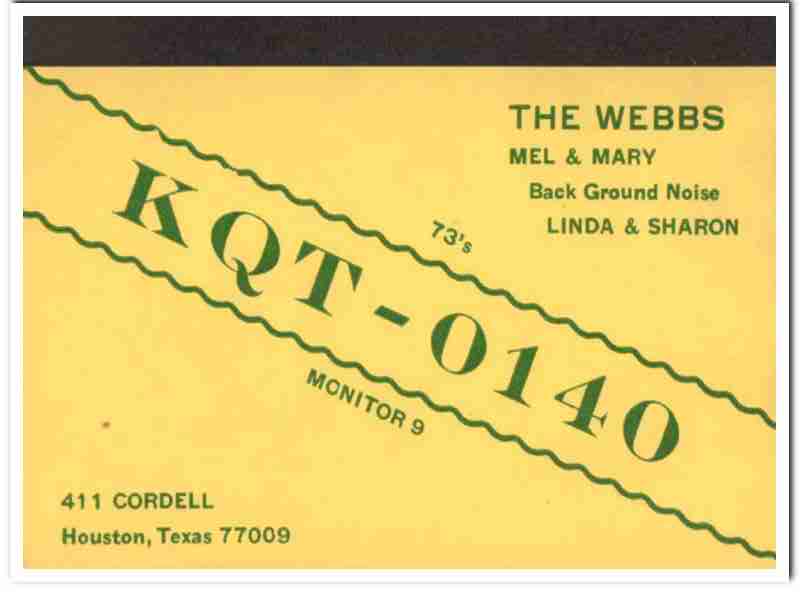 THE WEBBS
MEL & MARY
Back Ground Noise
LINDA & SHARON
73's
KQT-0140
MONITOR 9
411 CORDELL
Houston, Texas 77009